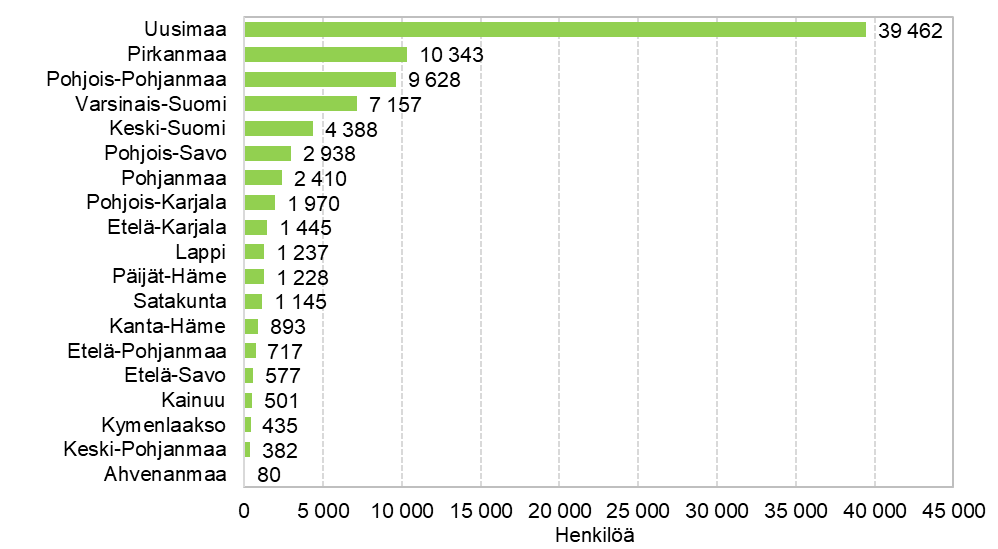 Uusimaa 39 462
Pirkanmaa 10 343
Pohjois-Pohjanmaa 9 628
Varsinais-Suomi 7 157
Keski-Suomi 4 388
Pohjois-Savo 2 938
Pohjanmaa 2 410
Pohjois-Karjala 1 970
Etelä-Karjala 1 445
Lappi 1 237
Päijät-Häme 1 228
Satakunta 1 145
Kanta-Häme 893
Etelä-Pohjanmaa 717
Etelä-Savo 577
Kainuu 501
Kymenlaakso 435
Keski-Pohjanmaa 382
Ahvenanmaa 80
0 5 000 10 000 15 000 20 000 25 000 30 000 35 000 40 000 45 000
Henkilöä